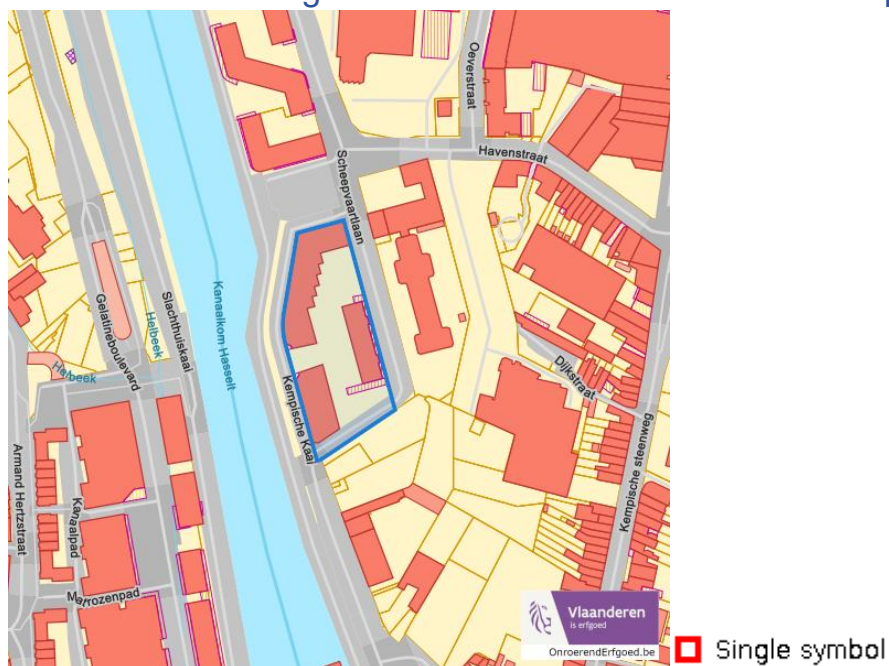 Oeverstraat
Havenstraat
Scheepvaartlaan
Kanaalkom Hasselt
Slachthuiskaai
Helbeek
Gelatineboulevard
Helbeek
Kempische Kaai
Dijkstraat
Kempische steenweg
Armand Hertzstraat
Kanaalpad
Matrozenpad
Vlaanderen
is erfgoed
OnroerendErfgoed.be
Single symbol